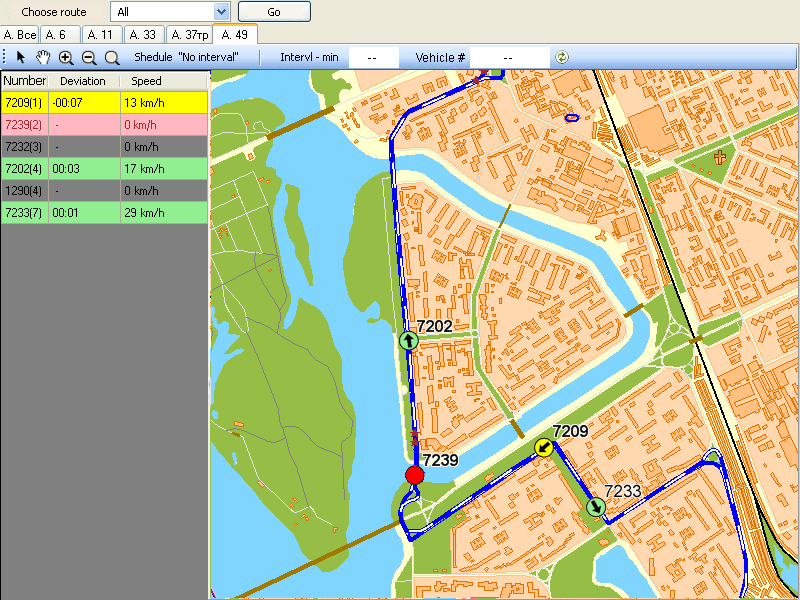 Choose route All Go
А. Все А. 6 А. 11 А. 33 А. 37тр А. 49
Shedule "No interval" Intervl - min -- Vehicle # --
Number Deviation Speed
7209(1) -00:07 13 km/h
7239(2) - 0 km/h
7232(3) - 0 km/h
7202(4) 00:03 17 km/h
1290(4) - 0 km/h
7233(7) 00:01 29 km/h
7202
7209
7239
7233